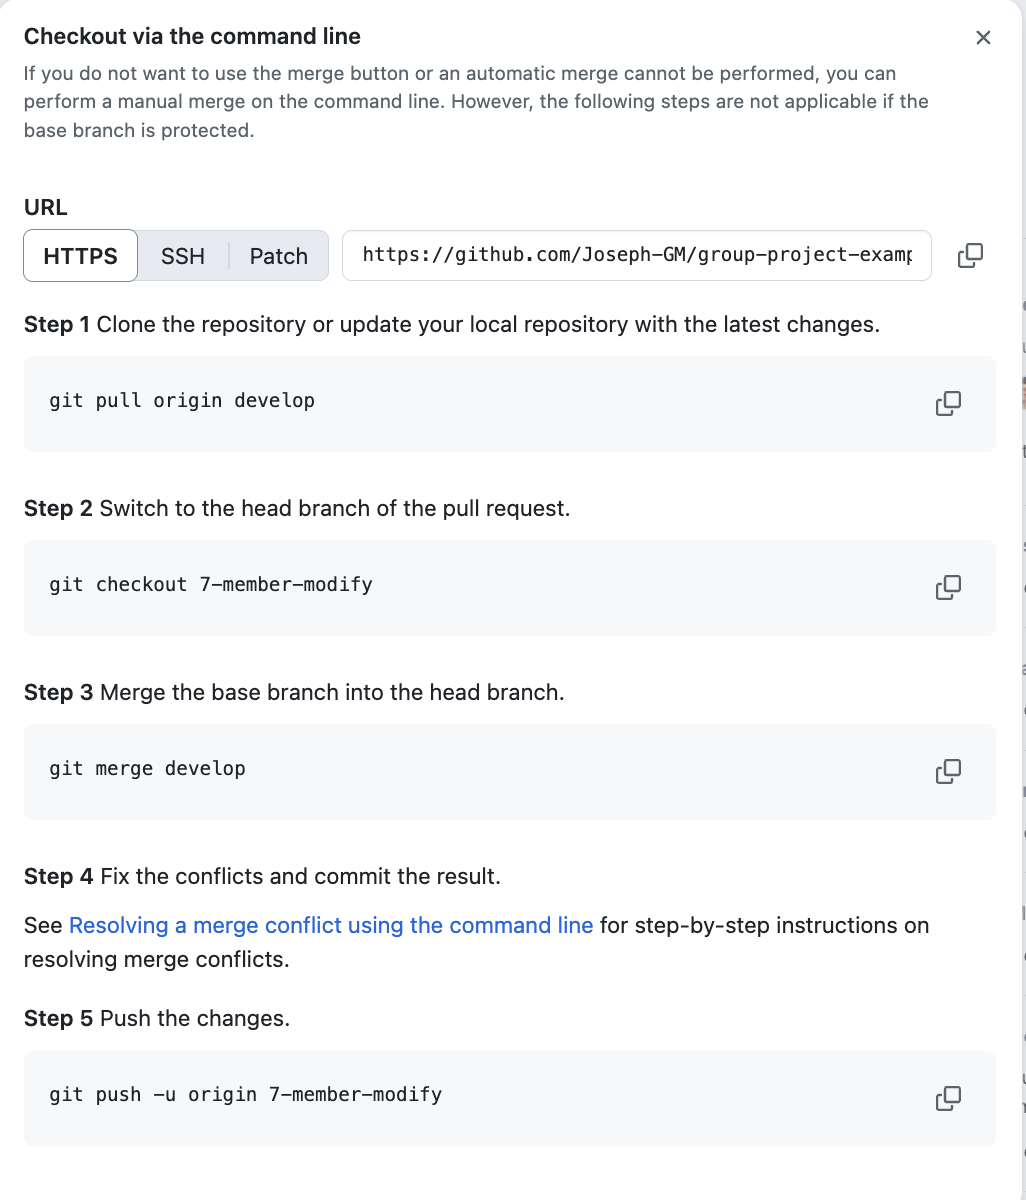 Checkout via the command line
If you do not want to use the merge button or an automatic merge cannot be performed, you can
perform a manual merge on the command line. However, the following steps are not applicable if the
base branch is protected.
URL
HTTPS SSH Patch https://github.com/Joseph-GM/group-project-examp
Step 1 Clone the repository or update your local repository with the latest changes.
git pull origin develop
Step 2 Switch to the head branch of the pull request.
git checkout 7-member-modify
Step 3 Merge the base branch into the head branch.
git merge develop
Step 4 Fix the conflicts and commit the result.
See Resolving a merge conflict using the command line for step-by-step instructions on
resolving merge conflicts.
Step 5 Push the changes.
git push -u origin 7-member-modify